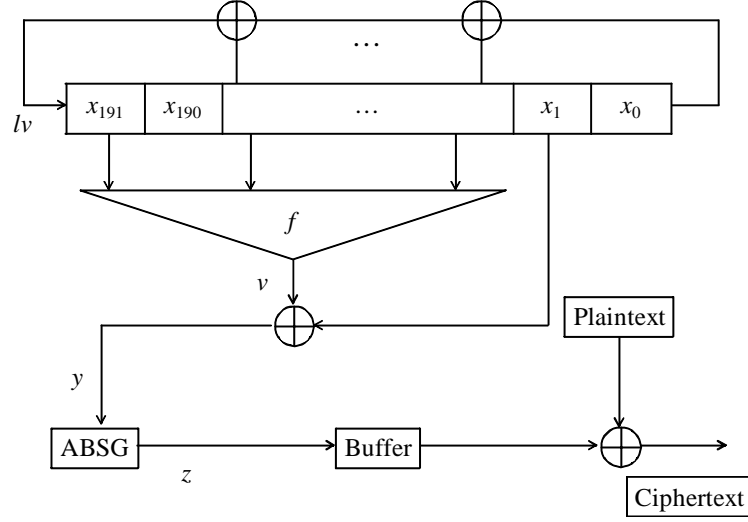 …
x₁₉₁ x₁₉₀ … x₁ x₀
lv
f
v
Plaintext
y
ABSG Buffer
z
Ciphertext